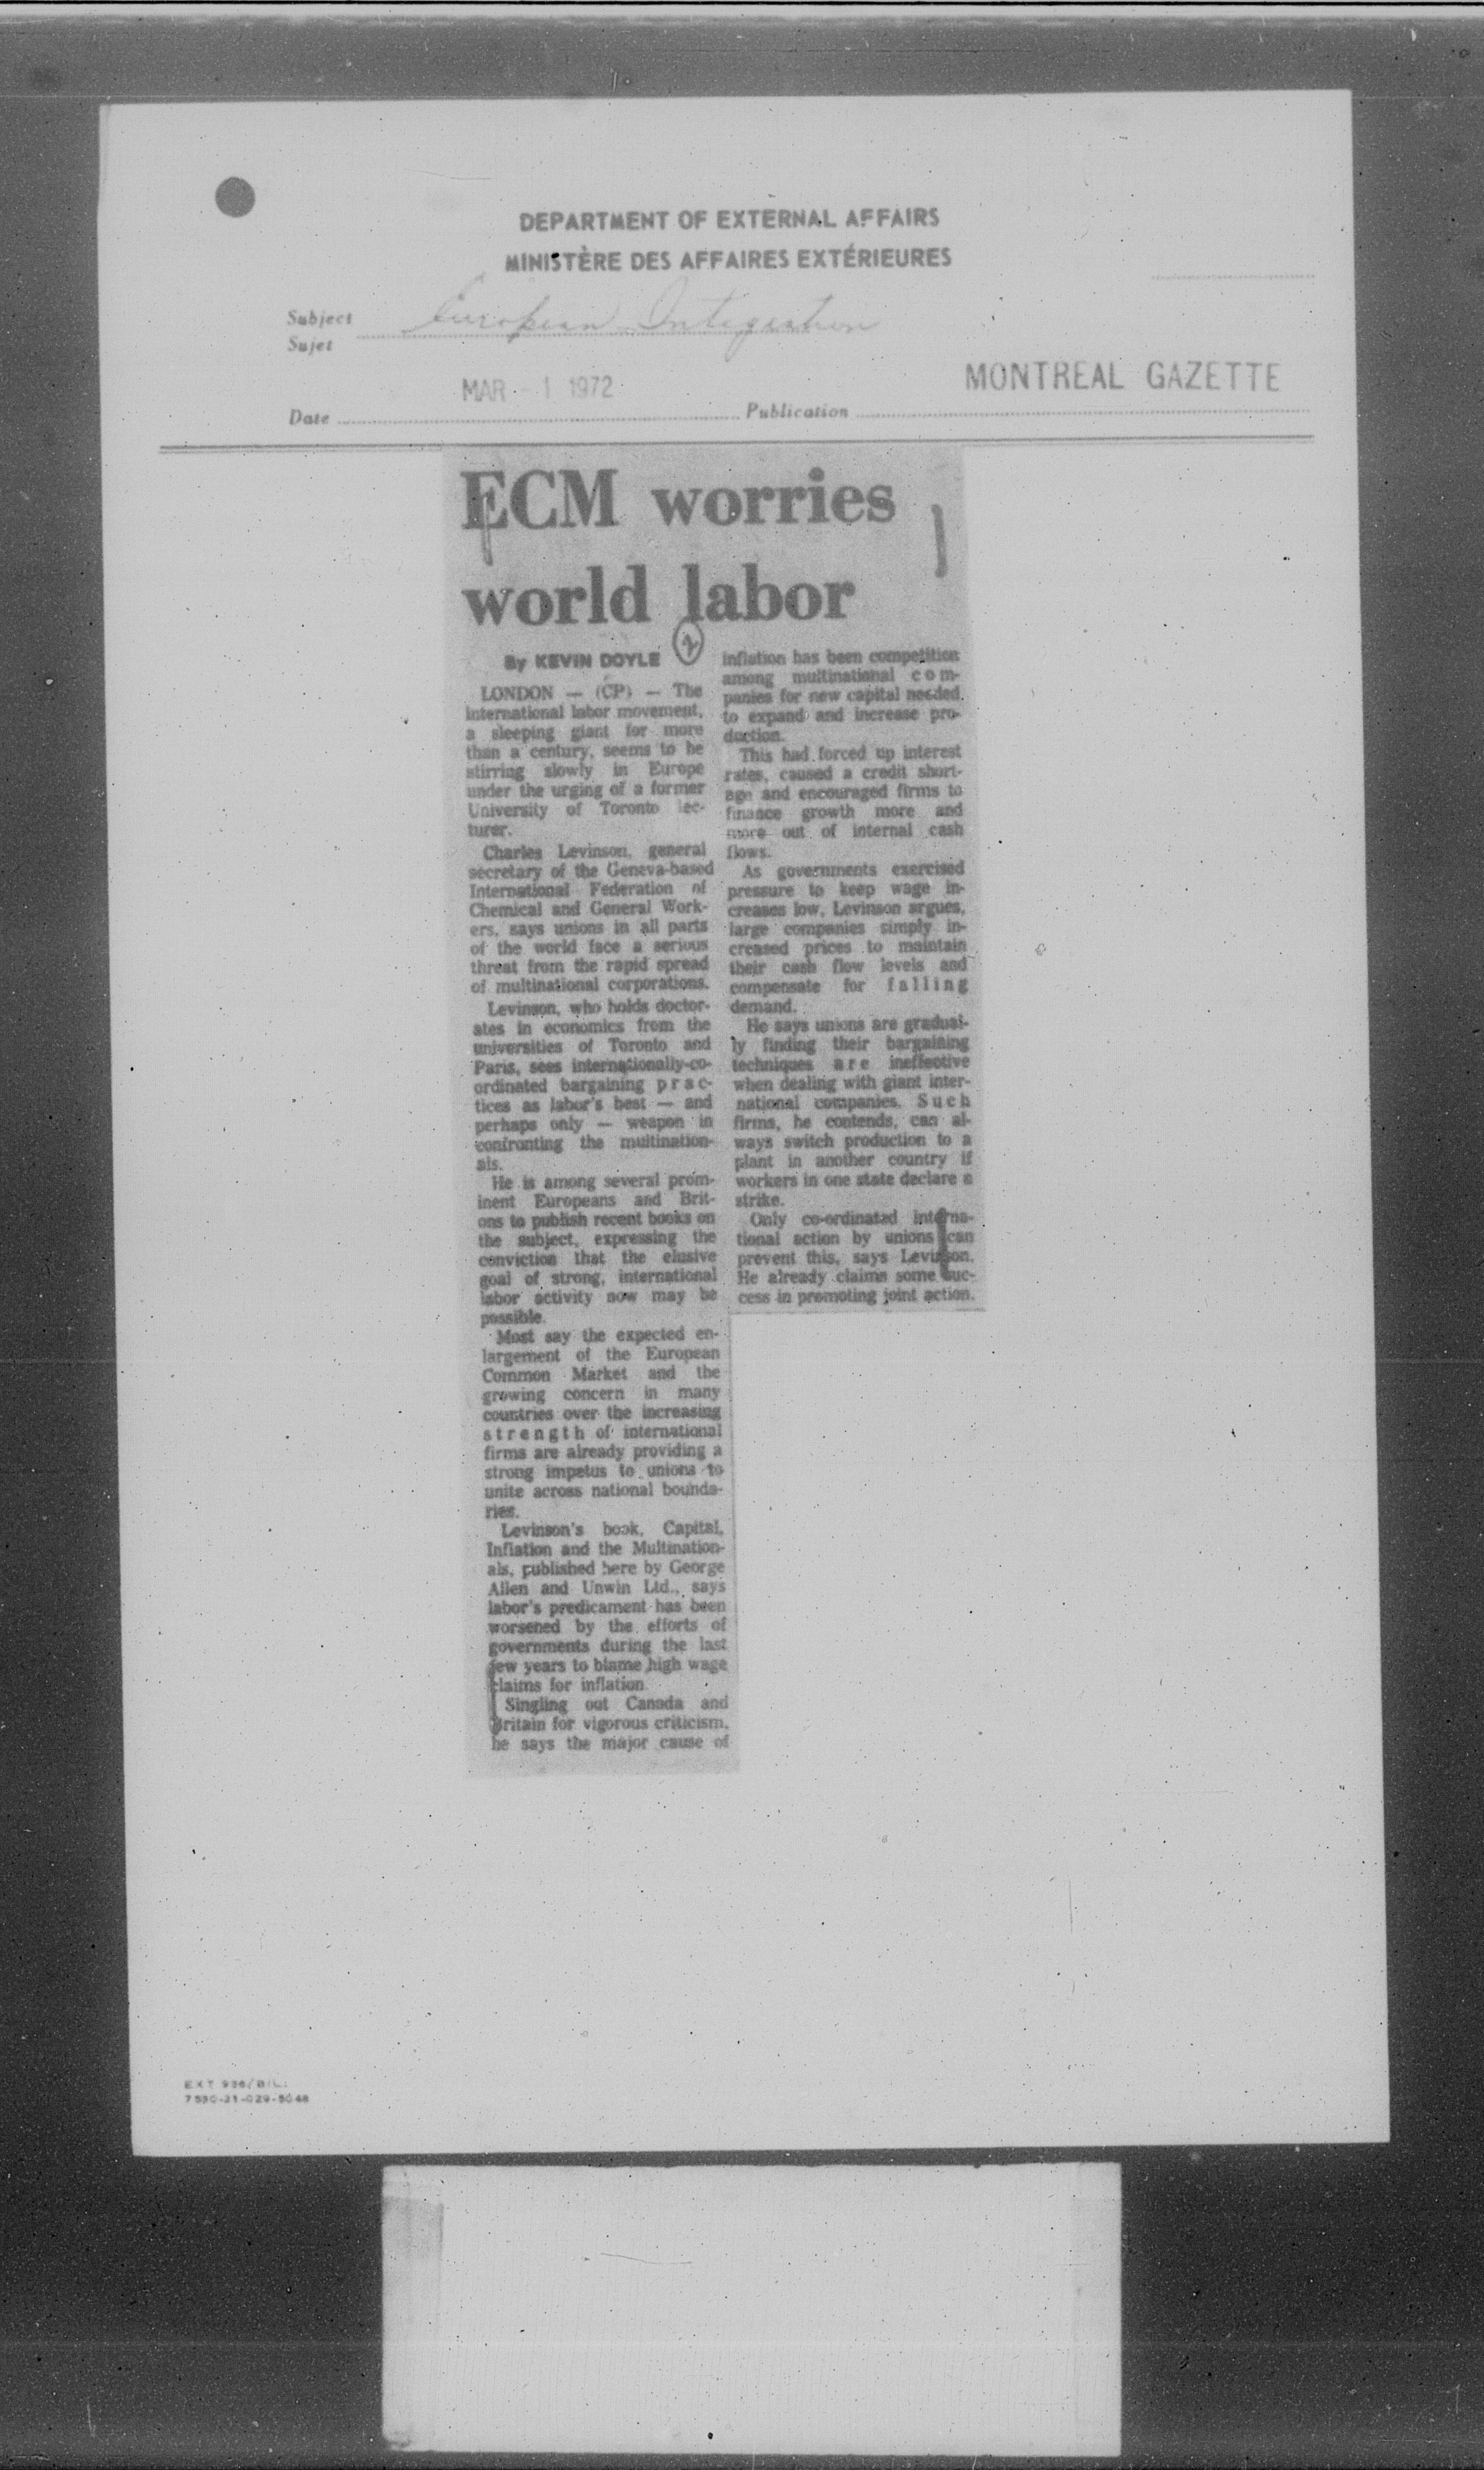 DEPARTMENT OF EXTERNAL AFFAIRS
MINISTÈRE DES AFFAIRES EXTÉRIEURES
Subject
Sujet
European Integration
MAR - 1 1972
MONTREAL GAZETTE
Date
Publication
ECM worries
world labor
2
By KEVIN DOYLE
LONDON — (CP) — The
international labor movement,
a sleeping giant for more
than a century, seems to be
stirring slowly in Europe
under the urging of a former
University of Toronto lec-
turer.
Charles Levinson, general
secretary of the Geneva-based
International Federation of
Chemical and General Work-
ers, says unions in all parts
of the world face a serious
threat from the rapid spread
of multinational corporations.
Levinson, who holds doctor-
ates in economics from the
universities of Toronto and
Paris, sees internationally-co-
ordinated bargaining prac-
tices as labor's best — and
perhaps only — weapon in
confronting the multination-
als.
He is among several prom-
inent Europeans and Brit-
ons to publish recent books on
the subject, expressing the
conviction that the elusive
goal of strong, international
labor activity now may be
possible.
Most say the expected en-
largement of the European
Common Market and the
growing concern in many
countries over the increasing
strength of international
firms are already providing a
strong impetus to unions to
unite across national bounda-
ries.
Levinson's book, Capital,
Inflation and the Multination-
als, published here by George
Allen and Unwin Ltd., says
labor's predicament has been
worsened by the efforts of
governments during the last
few years to blame high wage
claims for inflation.
Singling out Canada and
Britain for vigorous criticism,
he says the major cause of
inflation has been competition
among multinational com-
panies for new capital needed
to expand and increase pro-
duction.
This had forced up interest
rates, caused a credit short-
age and encouraged firms to
finance growth more and
more out of internal cash
flows.
As governments exercised
pressure to keep wage in-
creases low, Levinson argues,
large companies simply in-
creased prices to maintain
their cash flow levels and
compensate for falling
demand.
He says unions are gradual-
ly finding their bargaining
techniques are ineffective
when dealing with giant inter-
national companies. Such
firms, he contends, can al-
ways switch production to a
plant in another country if
workers in one state declare a
strike.
Only co-ordinated interna-
tional action by unions can
prevent this, says Levinson.
He already claims some suc-
cess in promoting joint action.
EXT 936/BIL.
7530-21-029-5048